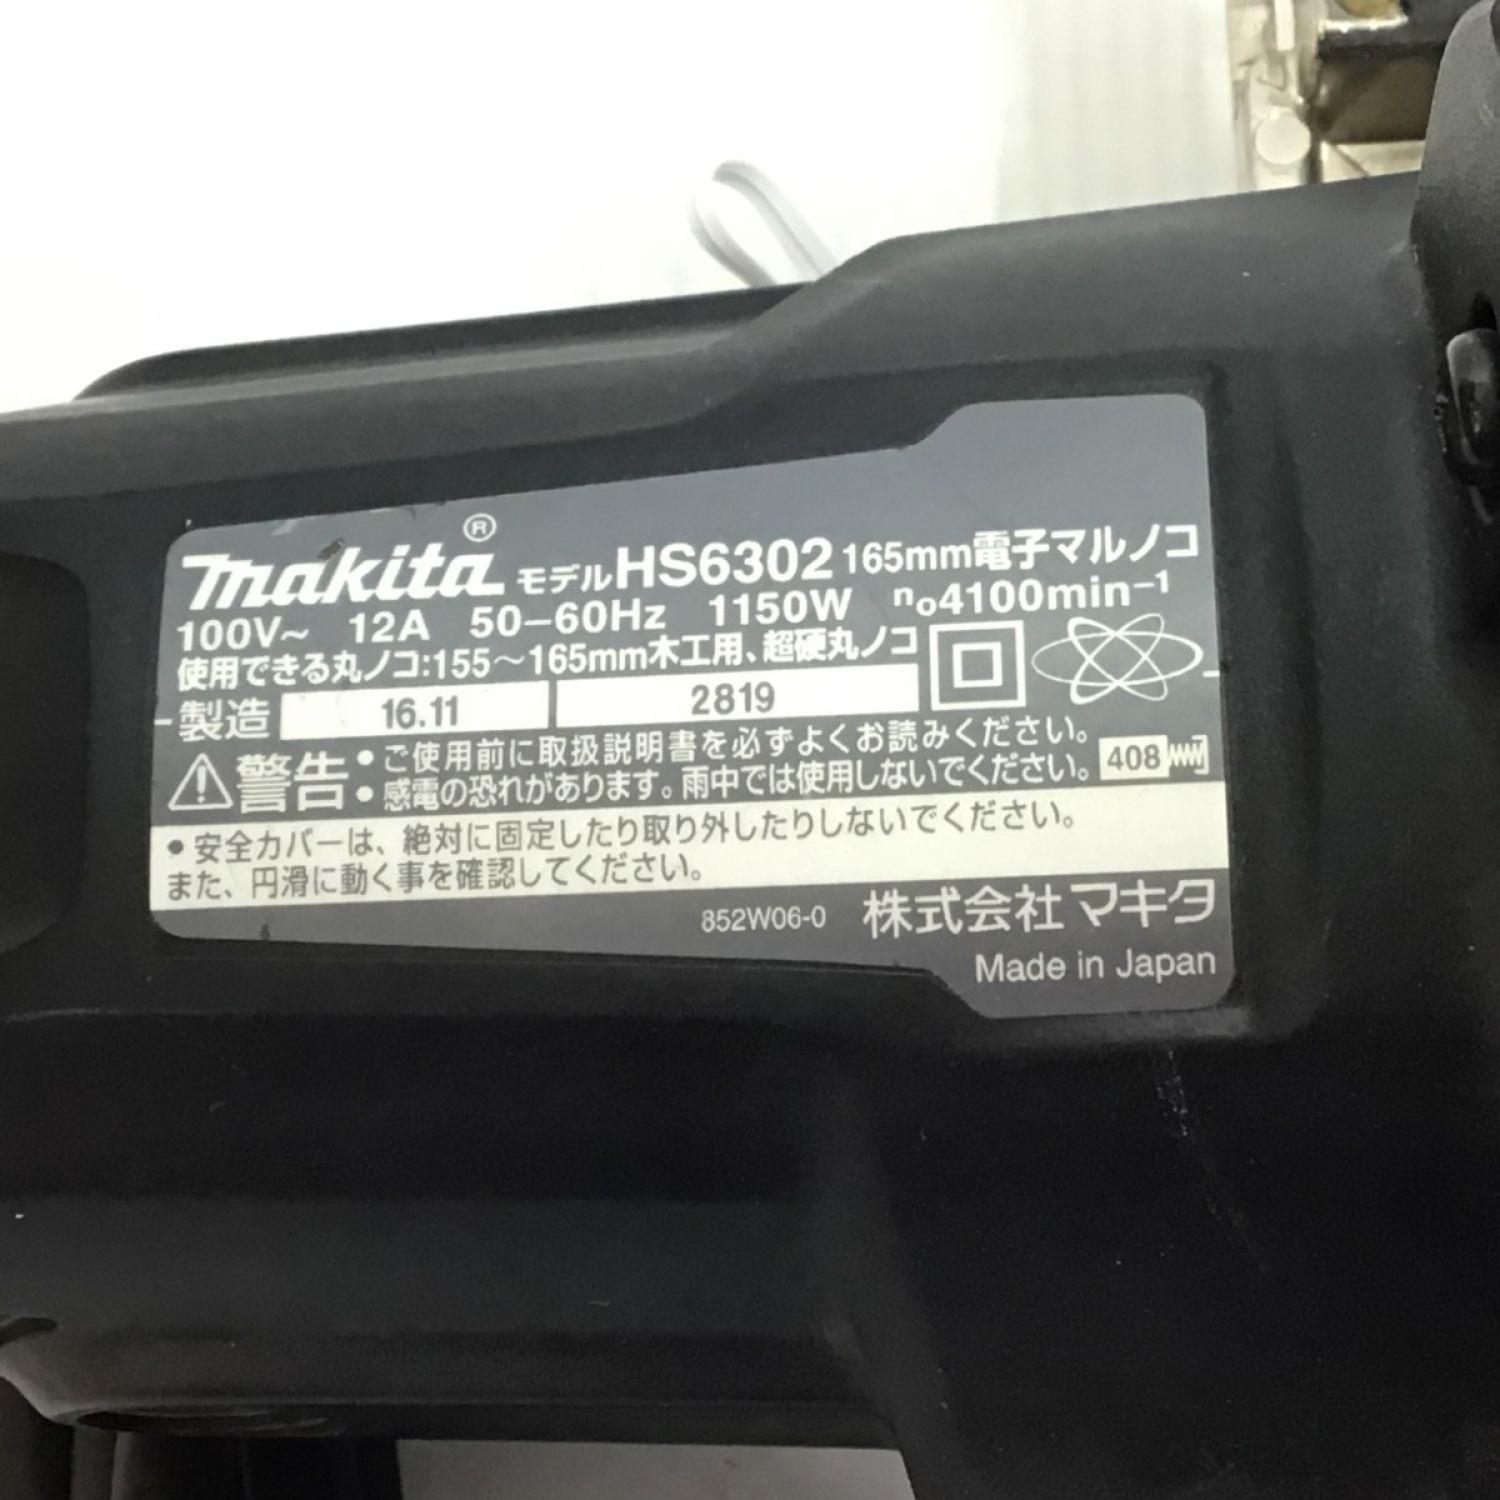 makita® モデルHS6302 165mm電子マルノコ
100V~ 12A 50-60Hz 1150W n₀4100min⁻¹
使用できる丸ノコ:155~165mm木工用、超硬丸ノコ
製造 16.11 2819
警告 • ご使用前に取扱説明書を必ずよくお読みください。
• 感電の恐れがあります。雨中では使用しないでください。 408
• 安全カバーは、絶対に固定したり取り外したりしないでください。
また、円滑に動く事を確認してください。
852W06-0 株式会社マキタ
Made in Japan